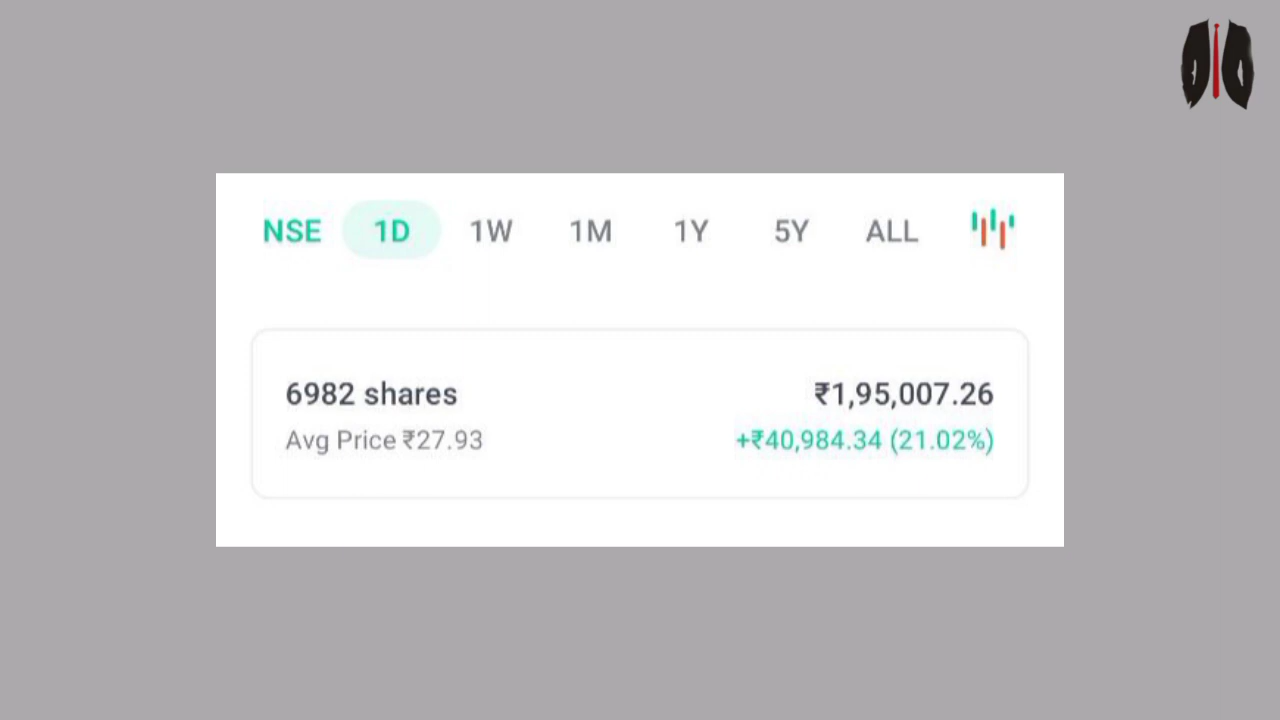 NSE 1D 1W 1M 1Y 5Y ALL
6982 shares ₹1,95,007.26
Avg Price ₹27.93 +₹40,984.34 (21.02%)